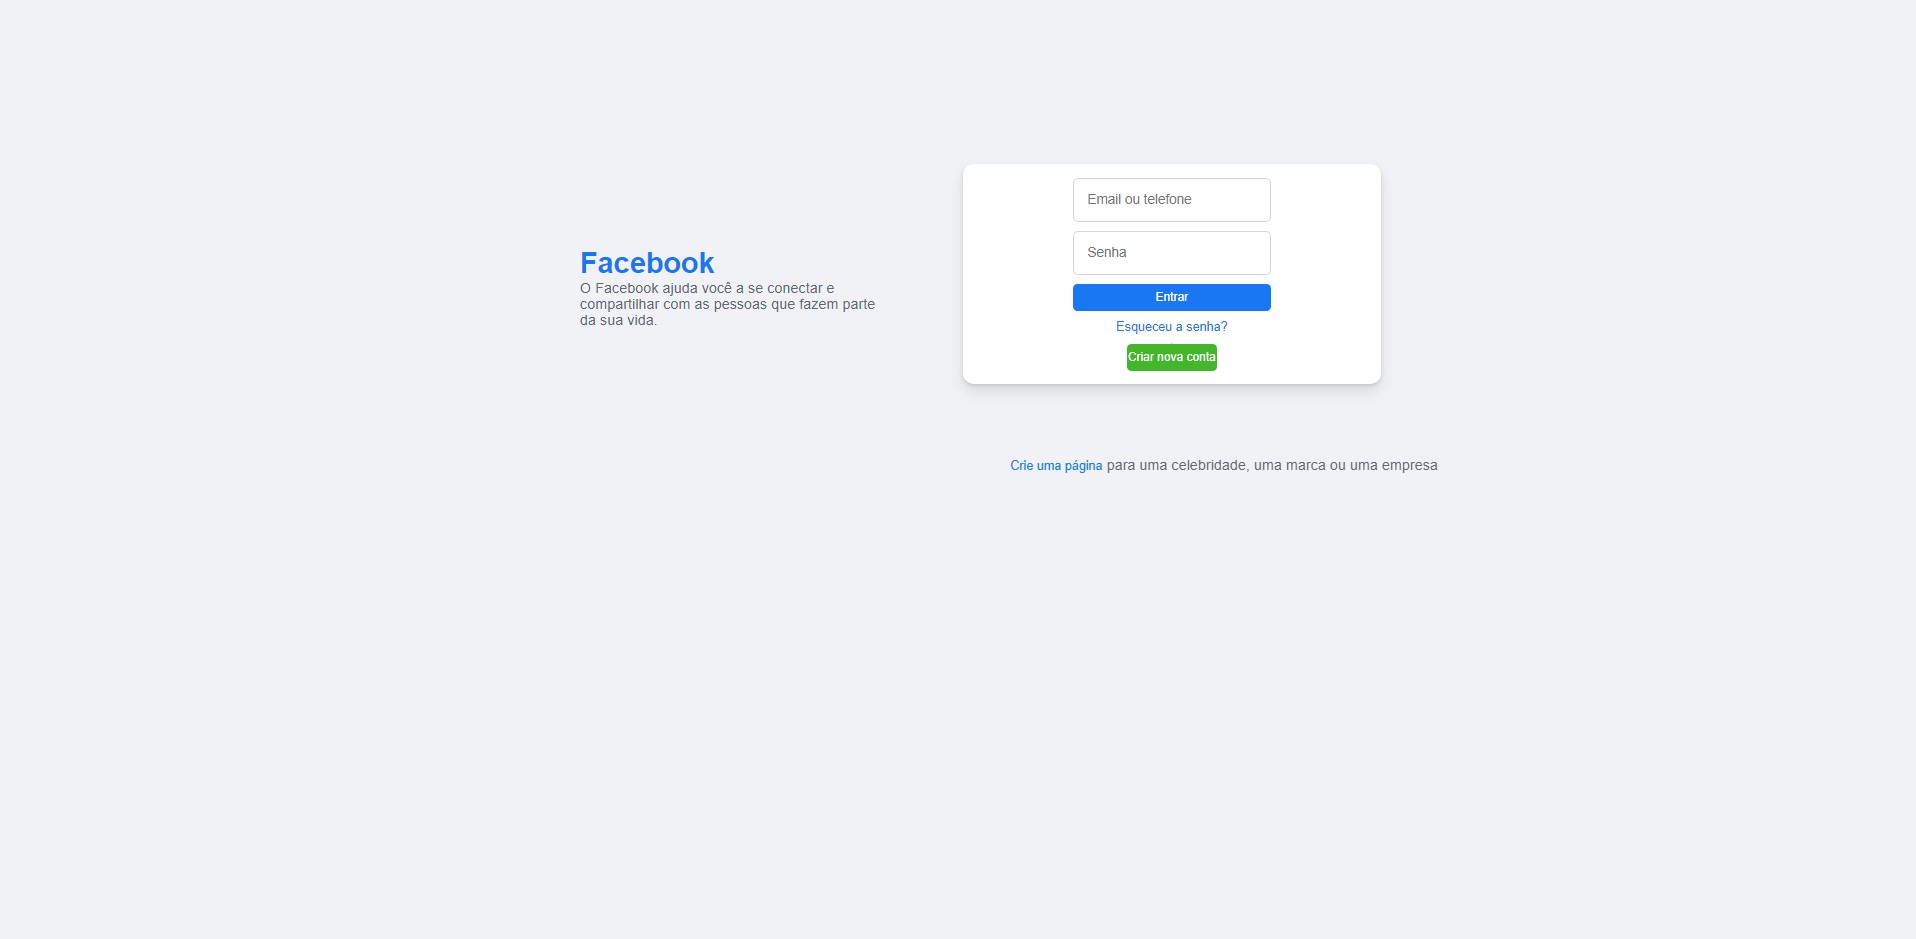 Facebook
O Facebook ajuda você a se conectar e
compartilhar com as pessoas que fazem parte
da sua vida.
Email ou telefone
Senha
Entrar
Esqueceu a senha?
Criar nova conta
Crie uma página para uma celebridade, uma marca ou uma empresa